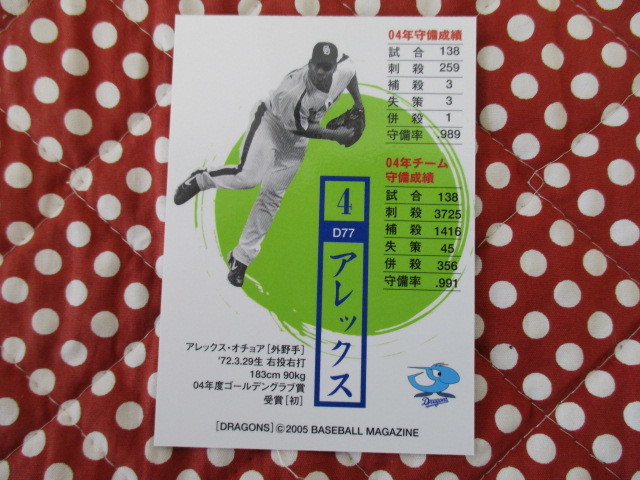 04年守備成績
試合 138
刺殺 259
補殺 3
失策 3
併殺 1
守備率 .989
04年チーム
守備成績
試合 138
刺殺 3725
補殺 1416
失策 45
併殺 356
守備率 .991
4
D77
アレックス
アレックス・オチョア[外野手]
'72.3.29生 右投右打
183cm 90kg
04年度ゴールデングラブ賞
受賞[初]
Dragons
[DRAGONS]©2005 BASEBALL MAGAZINE